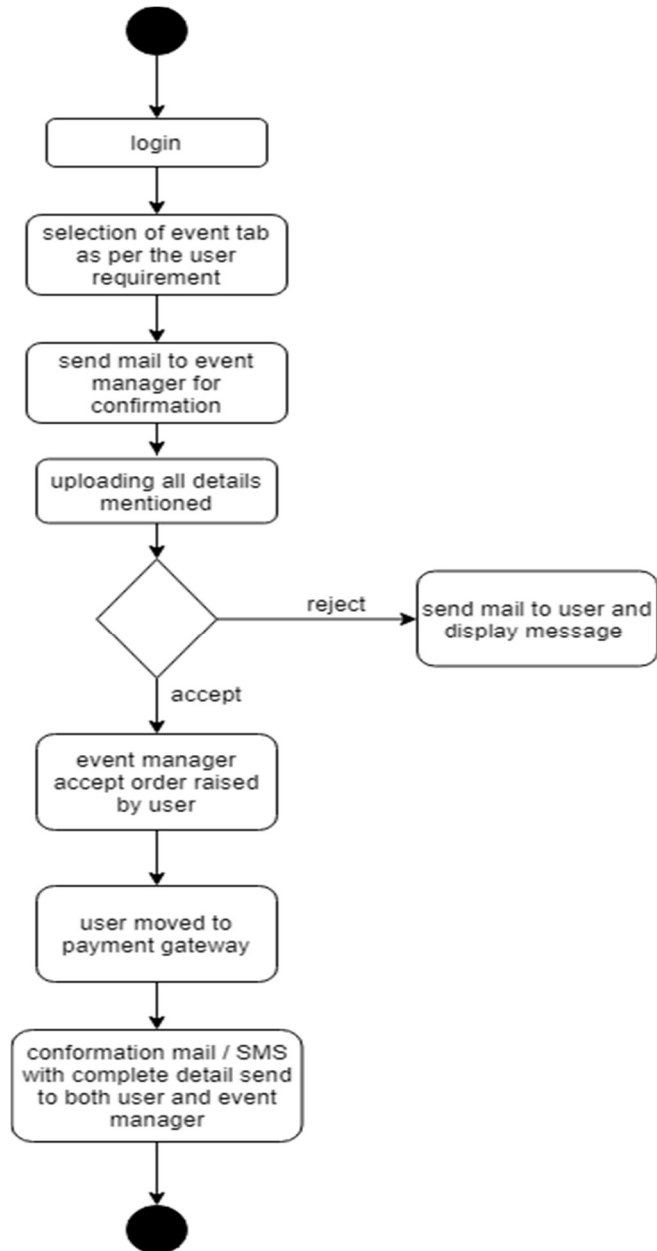 login
selection of event tab
as per the user
requirement
send mail to event
manager for
confirmation
uploading all details
mentioned
reject
send mail to user and
display message
accept
event manager
accept order raised
by user
user moved to
payment gateway
conformation mail / SMS
with complete detail send
to both user and event
manager